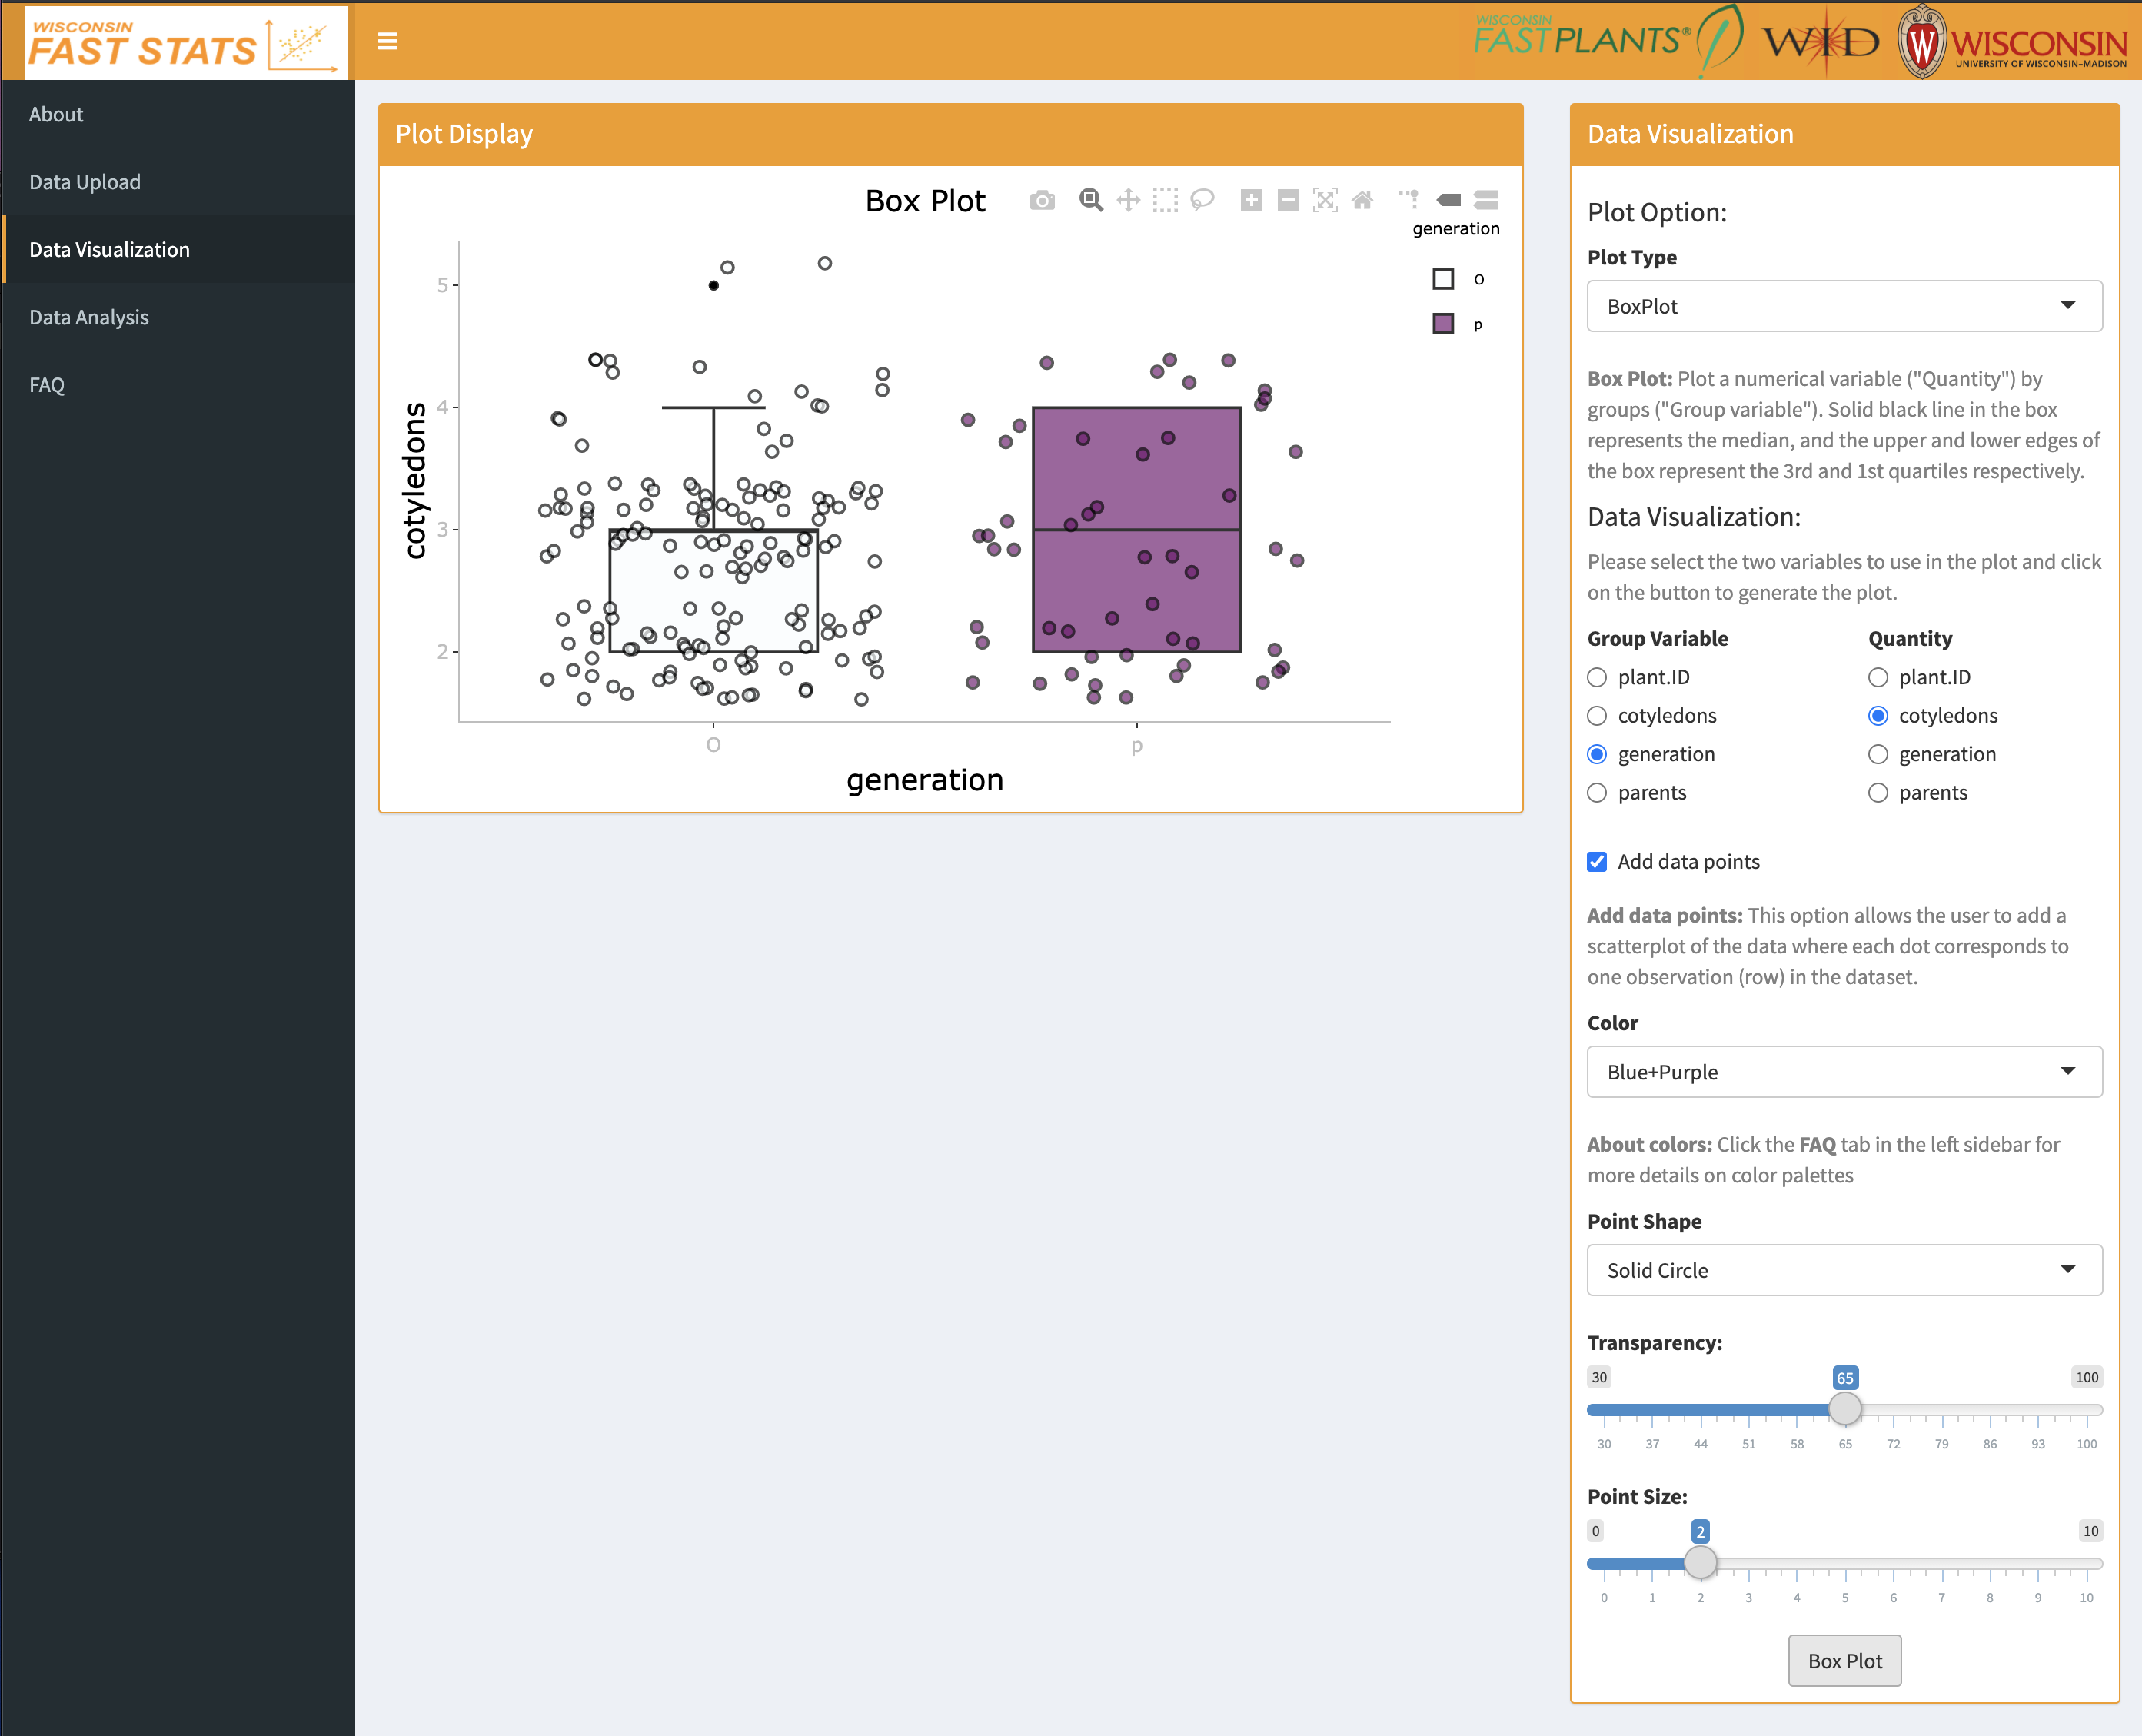 WISCONSIN
FAST STATS
WISCONSIN
FASTPLANTS®
WID
W
WISCONSIN
UNIVERSITY OF WISCONSIN–MADISON
About
Data Upload
Data Visualization
Data Analysis
FAQ
Plot Display
Box Plot
generation
O
p
5
4
3
2
cotyledons
O
p
generation
Data Visualization
Plot Option:
Plot Type
BoxPlot
Box Plot: Plot a numerical variable ("Quantity") by
groups ("Group variable"). Solid black line in the box
represents the median, and the upper and lower edges of
the box represent the 3rd and 1st quartiles respectively.
Data Visualization:
Please select the two variables to use in the plot and click
on the button to generate the plot.
Group Variable
plant.ID
cotyledons
generation
parents
Quantity
plant.ID
cotyledons
generation
parents
Add data points
Add data points: This option allows the user to add a
scatterplot of the data where each dot corresponds to
one observation (row) in the dataset.
Color
Blue+Purple
About colors: Click the FAQ tab in the left sidebar for
more details on color palettes
Point Shape
Solid Circle
Transparency:
30 65 100
30 37 44 51 58 65 72 79 86 93 100
Point Size:
0 2 10
0 1 2 3 4 5 6 7 8 9 10
Box Plot